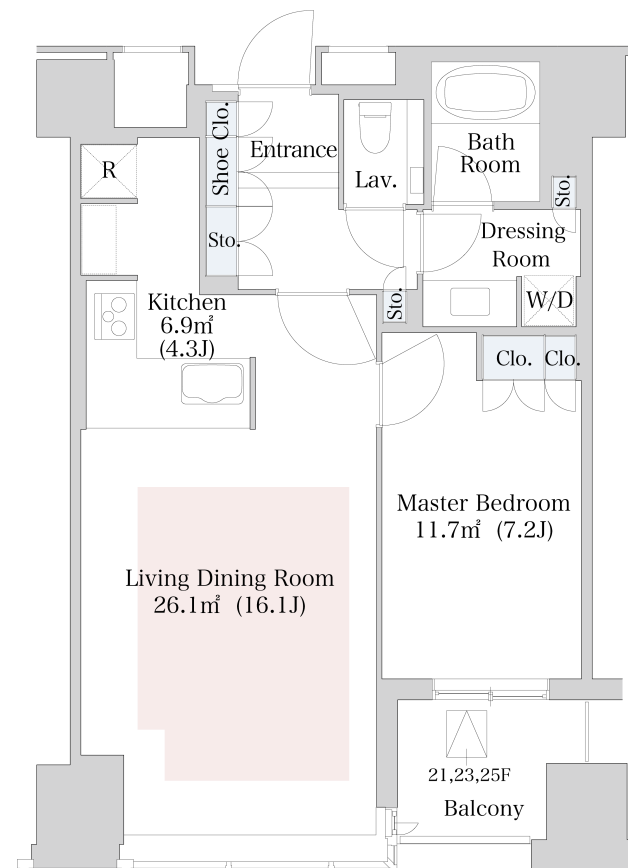 Shoe Clo.
Entrance
Bath
Room
R
Lav.
Sto.
Sto.
Dressing
Room
Sto.
W/D
Kitchen
6.9㎡
(4.3J)
Clo.
Clo.
Master Bedroom
11.7㎡ (7.2J)
Living Dining Room
26.1㎡ (16.1J)
21,23,25F
Balcony